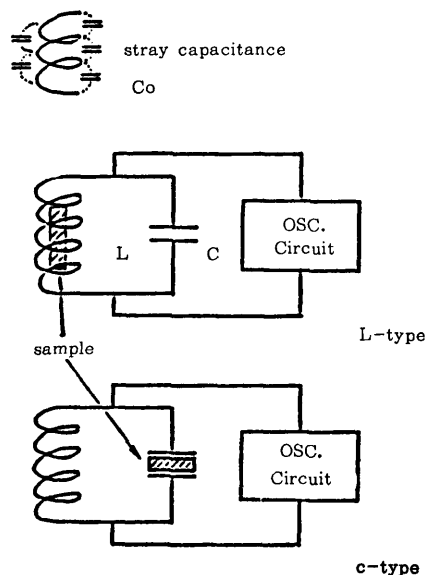 stray capacitance
Co
L
C
OSC.
Circuit
L-type
sample
OSC.
Circuit
c-type